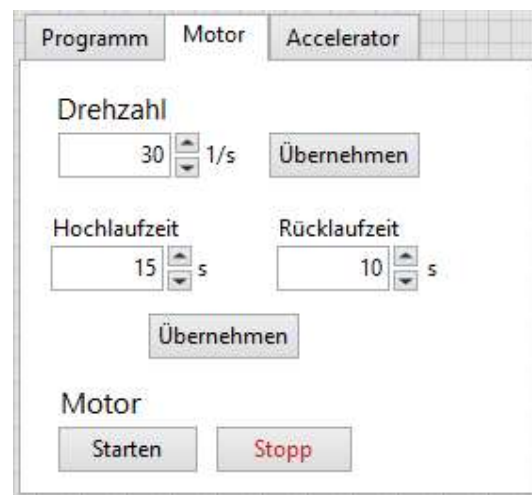 Programm Motor Accelerator
Drehzahl
30 1/s Übernehmen
Hochlaufzeit Rücklaufzeit
15 s 10 s
Übernehmen
Motor
Starten Stopp